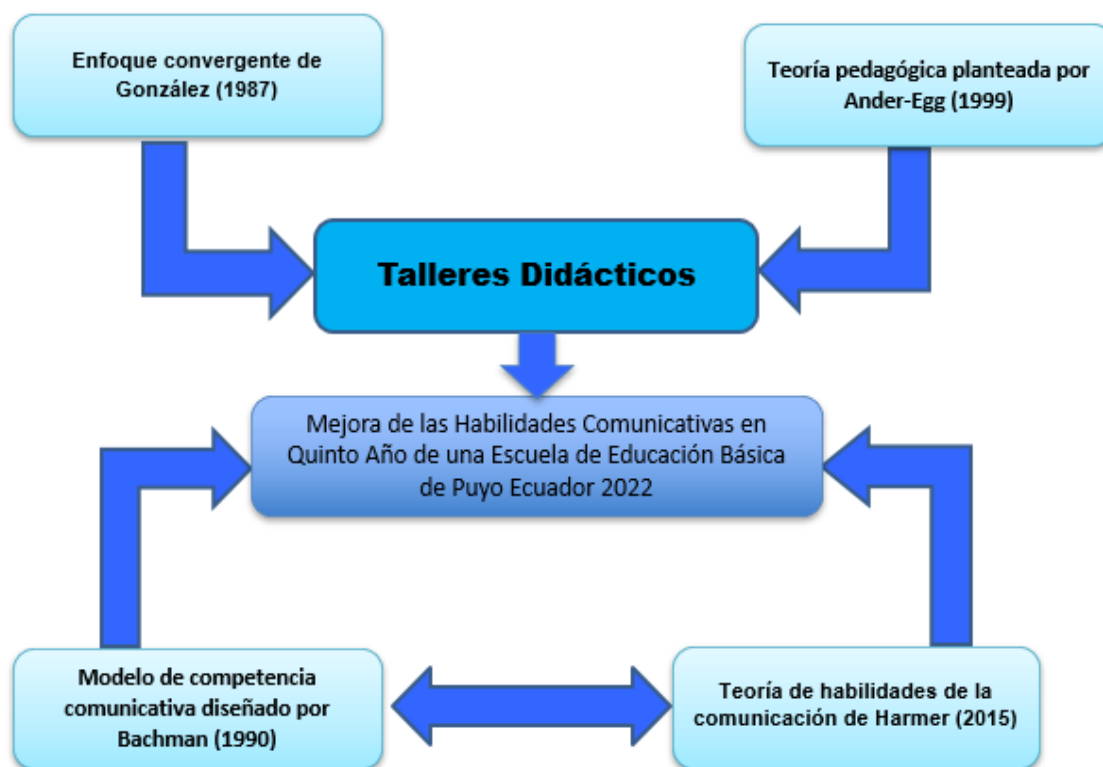 Enfoque convergente de
González (1987)
Teoría pedagógica planteada por
Ander-Egg (1999)
Talleres Didácticos
Mejora de las Habilidades Comunicativas en
Quinto Año de una Escuela de Educación Básica
de Puyo Ecuador 2022
Modelo de competencia
comunicativa diseñado por
Bachman (1990)
Teoría de habilidades de la
comunicación de Harmer (2015)